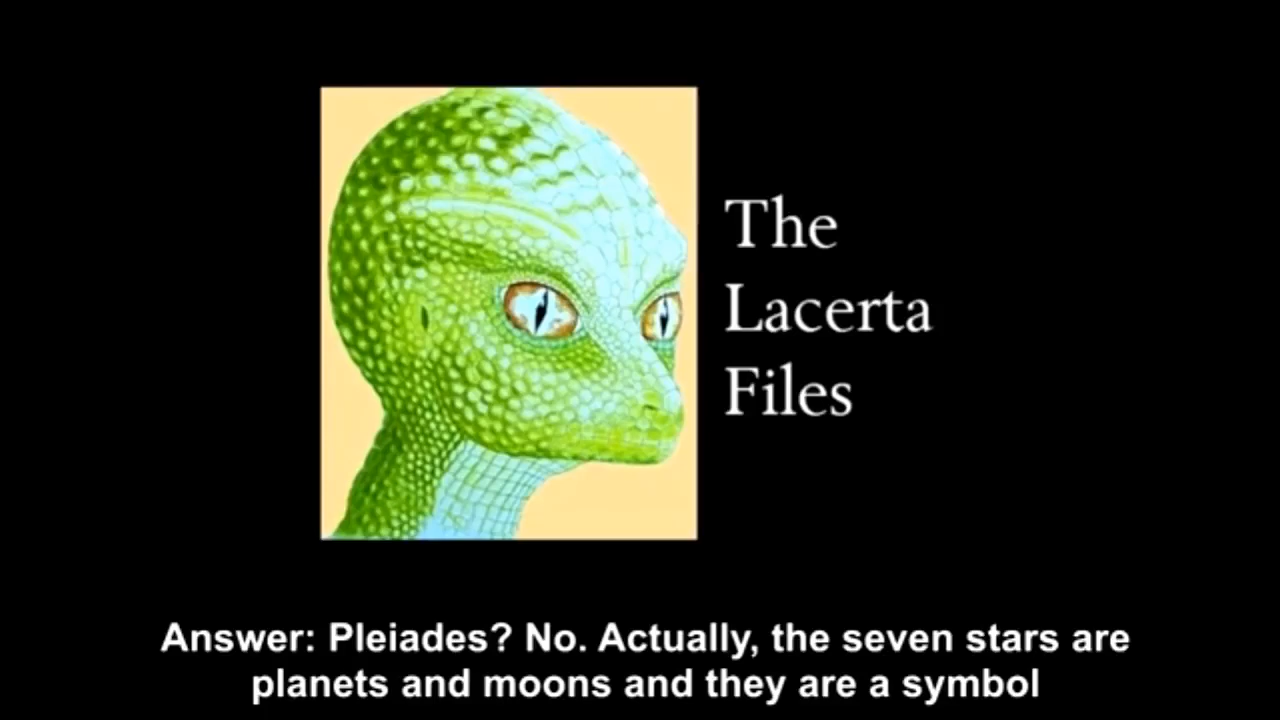 The
Lacerta
Files
Answer: Pleiades? No. Actually, the seven stars are
planets and moons and they are a symbol